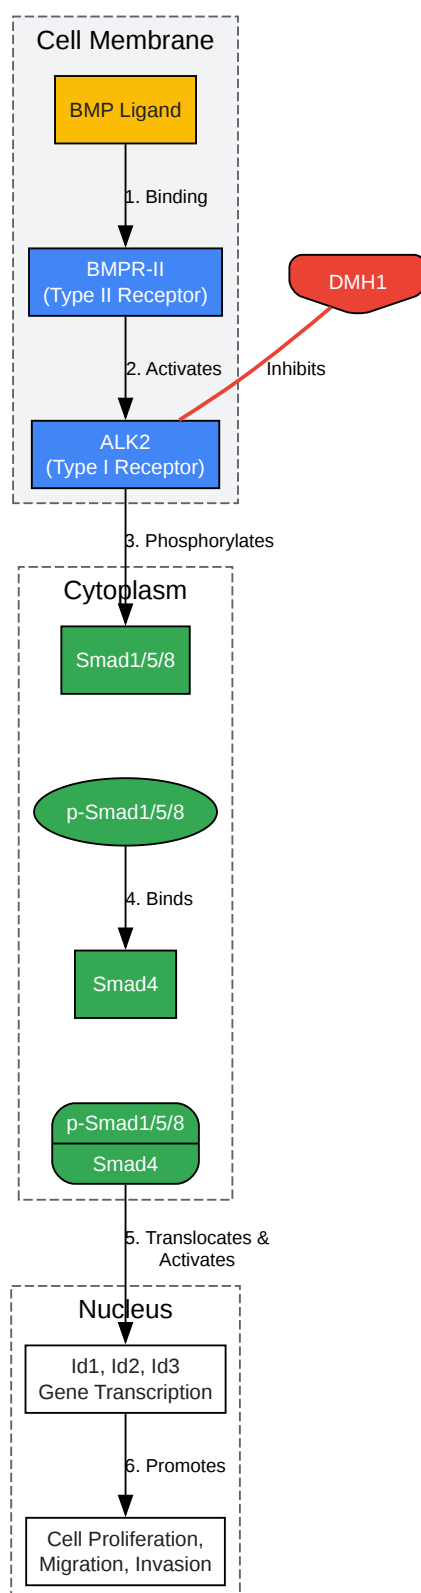 Cell Membrane
BMP Ligand
1. Binding
BMPR-II
(Type II Receptor)
DMH1
2. Activates
Inhibits
ALK2
(Type I Receptor)
3. Phosphorylates
Cytoplasm
Smad1/5/8
p-Smad1/5/8
4. Binds
Smad4
p-Smad1/5/8
Smad4
5. Translocates &
Activates
Nucleus
Id1, Id2, Id3
Gene Transcription
6. Promotes
Cell Proliferation,
Migration, Invasion